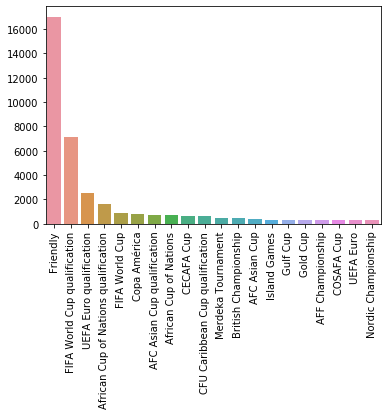 16000
14000
12000
10000
8000
6000
4000
2000
0
Friendly
FIFA World Cup qualification
UEFA Euro qualification
African Cup of Nations qualification
FIFA World Cup
Copa América
AFC Asian Cup qualification
African Cup of Nations
CECAFA Cup
CFU Caribbean Cup qualification
Merdeka Tournament
British Championship
AFC Asian Cup
Island Games
Gulf Cup
Gold Cup
AFF Championship
COSAFA Cup
UEFA Euro
Nordic Championship